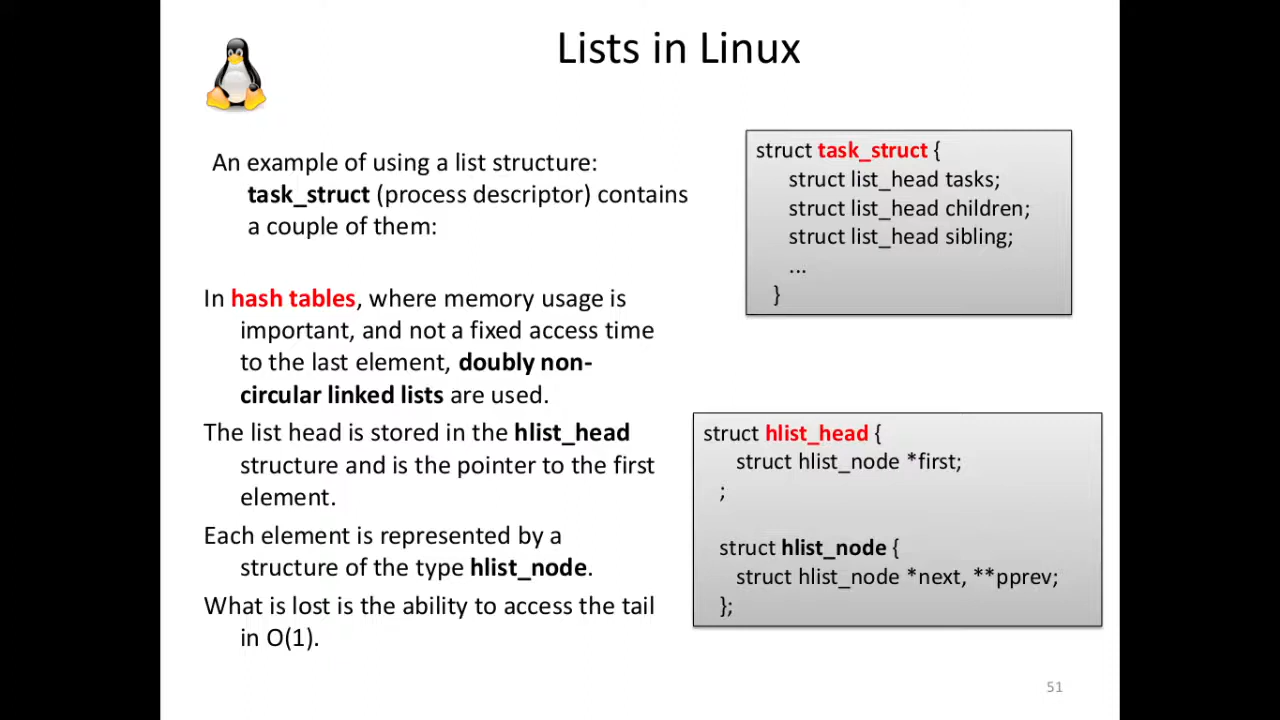 Lists in Linux
An example of using a list structure:
task_struct (process descriptor) contains
a couple of them:
In hash tables, where memory usage is
important, and not a fixed access time
to the last element, doubly non-
circular linked lists are used.
The list head is stored in the hlist_head
structure and is the pointer to the first
element.
Each element is represented by a
structure of the type hlist_node.
What is lost is the ability to access the tail
in O(1).
struct task_struct {
struct list_head tasks;
struct list_head children;
struct list_head sibling;
...
}
struct hlist_head {
struct hlist_node *first;
;
struct hlist_node {
struct hlist_node *next, **pprev;
};
51